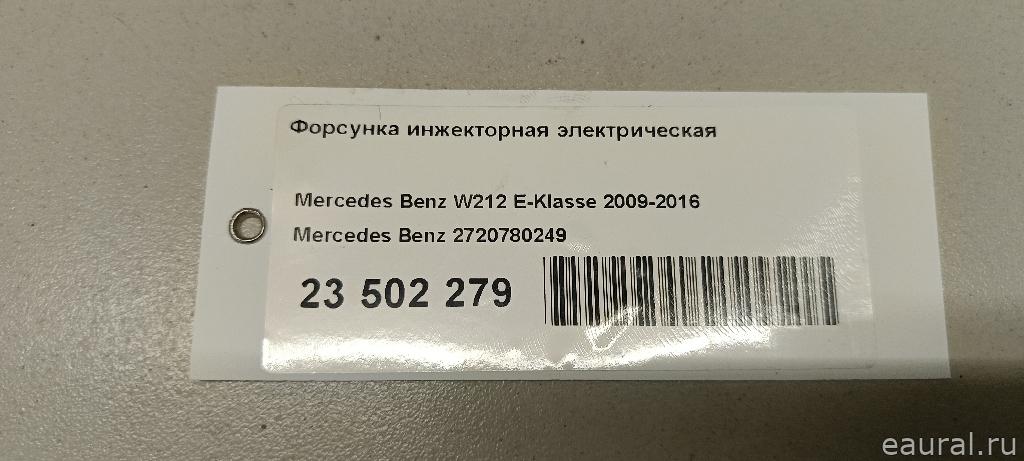 Форсунка инжекторная электрическая
Mercedes Benz W212 E-Klasse 2009-2016
Mercedes Benz 2720780249
23 502 279
eaural.ru